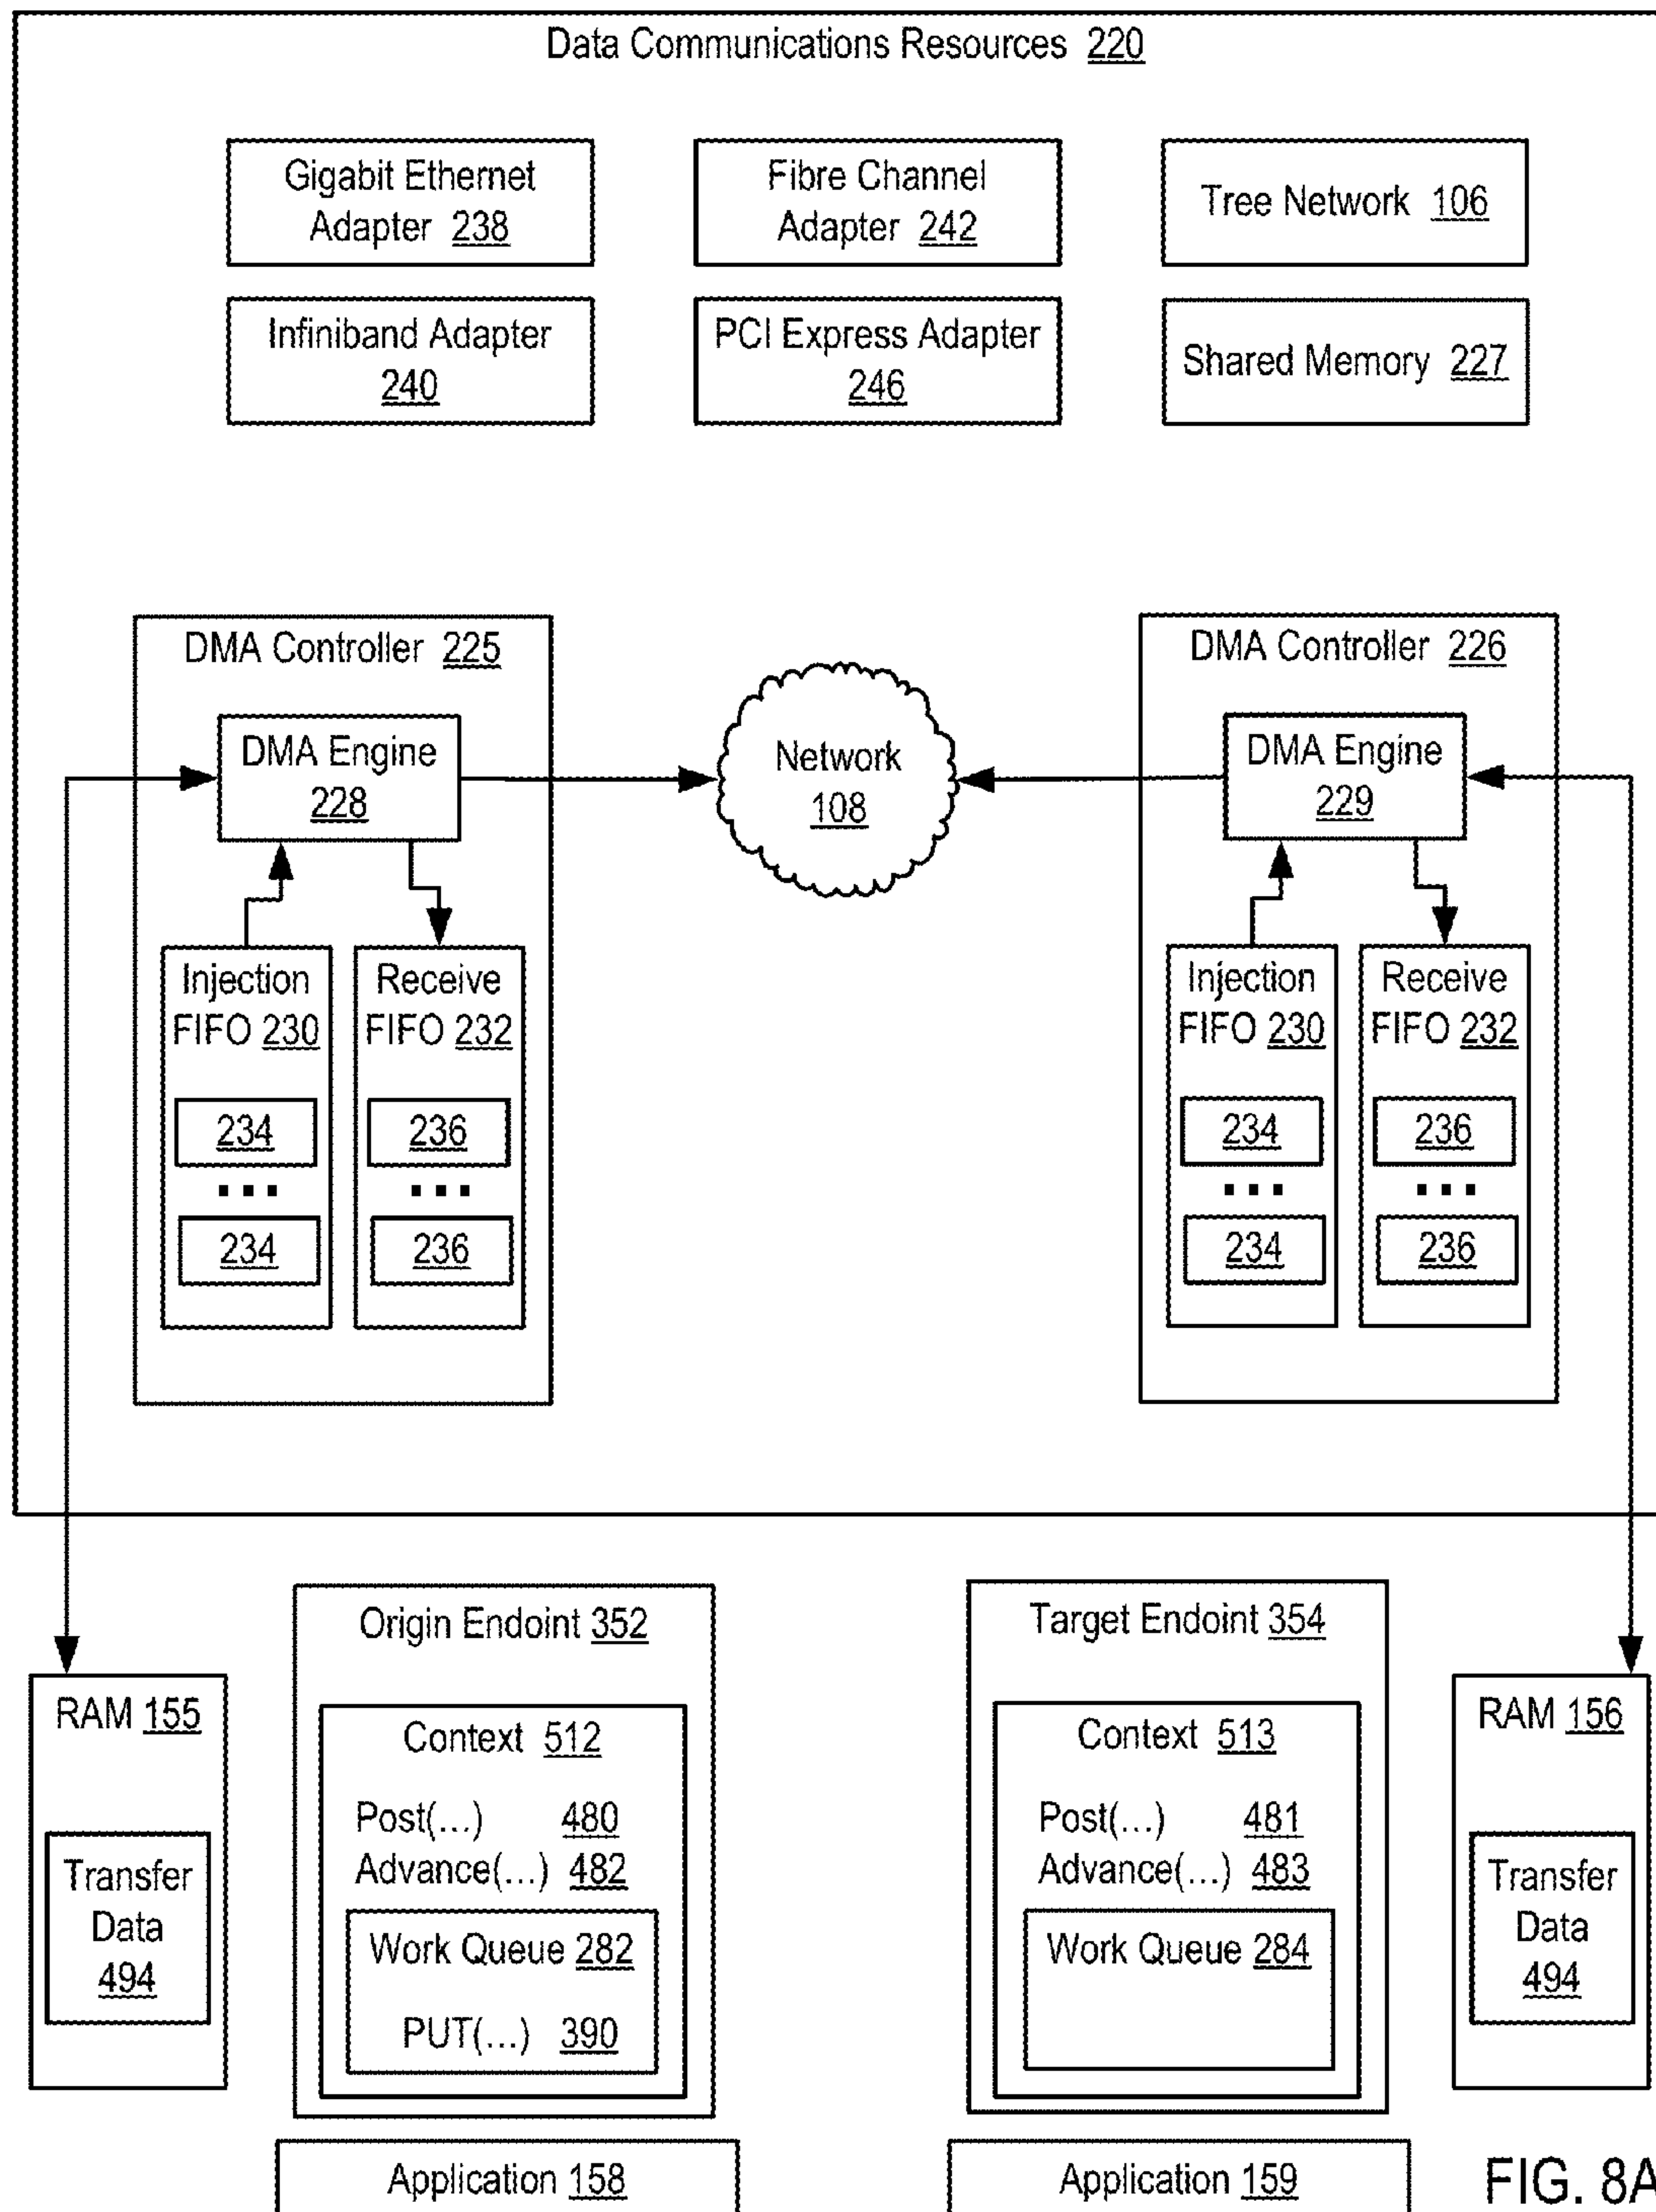 Data Communications Resources 220
Gigabit Ethernet
Adapter 238
Fibre Channel
Adapter 242
Tree Network 106
Infiniband Adapter
240
PCI Express Adapter
246
Shared Memory 227
DMA Controller 225
DMA Engine
228
Injection
FIFO 230
234
...
234
Receive
FIFO 232
236
...
236
Network
108
DMA Controller 226
DMA Engine
229
Injection
FIFO 230
234
...
234
Receive
FIFO 232
236
...
236
RAM 155
Transfer
Data
494
Origin Endoint 352
Context 512
Post(...) 480
Advance(...) 482
Work Queue 282
PUT(...) 390
Target Endoint 354
Context 513
Post(...) 481
Advance(...) 483
Work Queue 284
RAM 156
Transfer
Data
494
Application 158
Application 159
FIG. 8A